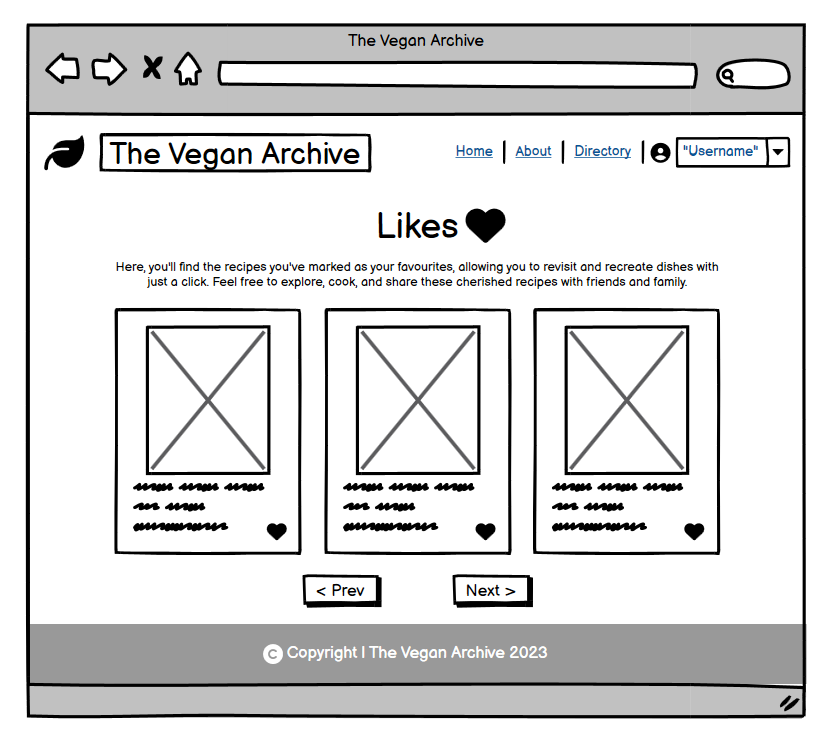 The Vegan Archive
The Vegan Archive
Home | About | Directory | "Username"
Likes
Here, you'll find the recipes you've marked as your favourites, allowing you to revisit and recreate dishes with
just a click. Feel free to explore, cook, and share these cherished recipes with friends and family.
< Prev
Next >
© Copyright | The Vegan Archive 2023